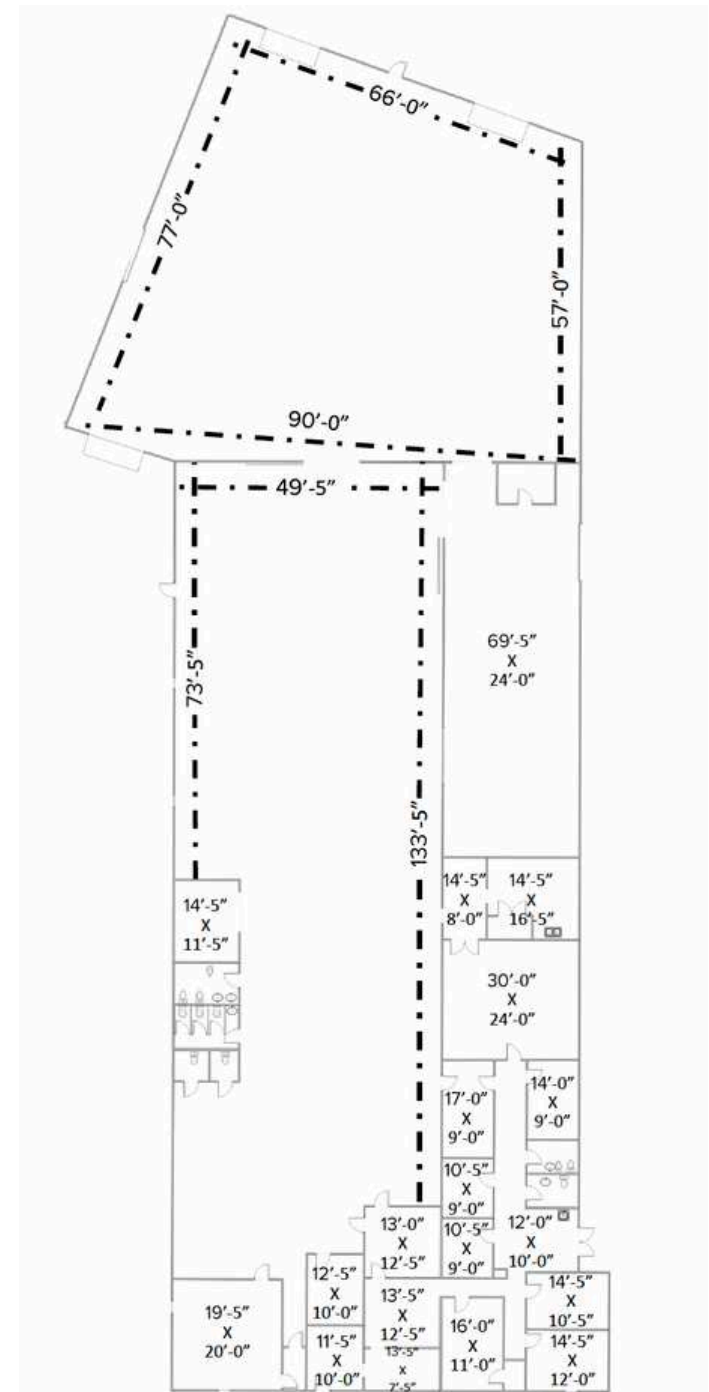 66’-0”
77’-0”
57’-0”
90’-0”
49’-5”
69’-5”
X
24’-0”
73’-5”
133’-5”
14’-5”
X
8’-0”
14’-5”
X
16’-5”
14’-5”
X
11’-5”
30’-0”
X
24’-0”
17’-0”
X
9’-0”
14’-0”
X
9’-0”
10’-5”
X
9’-0”
10’-5”
X
9’-0”
12’-0”
X
10’-0”
13’-0”
X
12’-5”
12’-5”
X
10’-0”
13’-5”
X
12’-5”
14’-5”
X
10’-5”
19’-5”
X
20’-0”
11’-5”
X
10’-0”
13’-5”
X
7’-5”
16’-0”
X
11’-0”
14’-5”
X
12’-0”